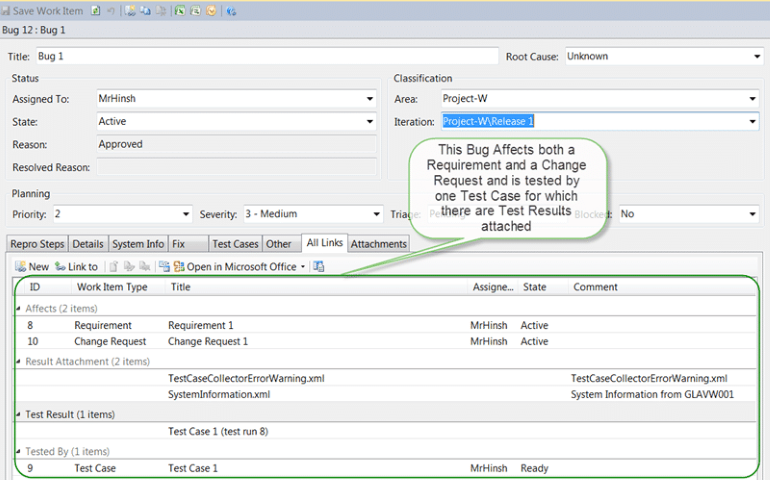 Save Work Item
Bug 12 : Bug 1
Title: Bug 1 Root Cause: Unknown
Status Classification
Assigned To: MrHinsh Area: Project-W
State: Active Iteration: Project-W\Release 1
Reason: Approved
Resolved Reason:
This Bug Affects both a
Requirement and a Change
Request and is tested by
one Test Case for which
there are Test Results
attached
Planning
Priority: 2 Severity: 3 - Medium Triage: Pending Blocked: No
Repro Steps Details System Info Fix Test Cases Other All Links Attachments
New Link to Open in Microsoft Office
ID Work Item Type Title Assigne... State Comment
Affects (2 items)
8 Requirement Requirement 1 MrHinsh Active
10 Change Request Change Request 1 MrHinsh Active
Result Attachment (2 items)
TestCaseCollectorErrorWarning.xml TestCaseCollectorErrorWarning.xml
SystemInformation.xml System Information from GLAVW001
Test Result (1 items)
Test Case 1 (test run 8)
Tested By (1 items)
9 Test Case Test Case 1 MrHinsh Ready